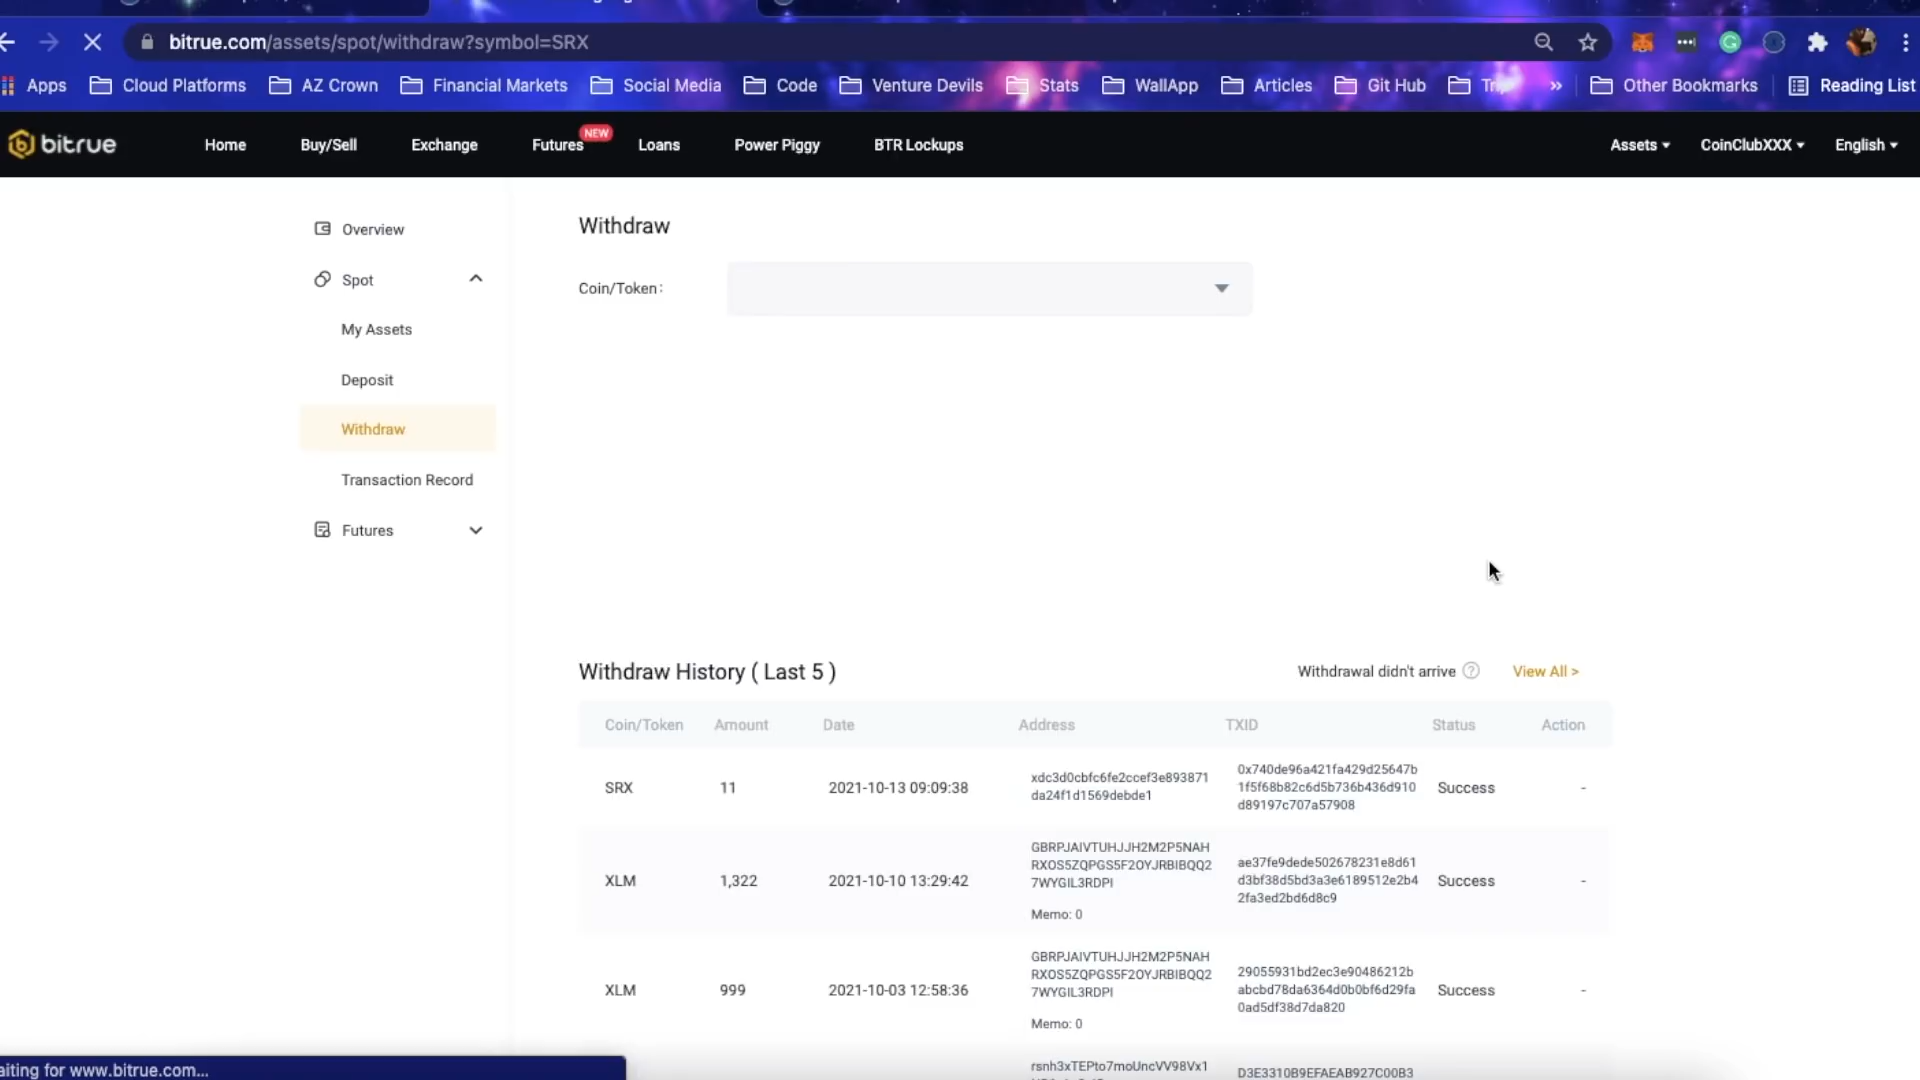 bitrue.com/assets/spot/withdraw?symbol=SRX
Apps Cloud Platforms AZ Crown Financial Markets Social Media Code Venture Devils Stats WallApp Articles Git Hub » Other Bookmarks Reading List
bitrue Home Buy/Sell Exchange Futures NEW Loans Power Piggy BTR Lockups Assets CoinClubXXX English
Overview
Spot
My Assets
Deposit
Withdraw
Transaction Record
Futures
Withdraw
Coin/Token:
Withdraw History ( Last 5 ) Withdrawal didn't arrive ? View All >
Coin/Token Amount Date Address TXID Status Action
SRX 11 2021-10-13 09:09:38 Success -
xdc3d0cbfc6fe2ccef3e893871
da24f1d1569debde1
0x740de96a421fa429d25647b
1f5f68b82c6d5b736b436d910
d89197c707a57908
XLM 1,322 2021-10-10 13:29:42 Success -
GBRPJAIVTUHJJH2M2P5NAH
RXOS5ZQPGS5F2OYJRBIBQQ2
7WYGIL3RDPI
Memo: 0
ae37fe9dede502678231e8d61
d3bf38d5bd3a3e6189512e2b4
2fa3ed2bd6d8c9
XLM 999 2021-10-03 12:58:36 Success -
GBRPJAIVTUHJJH2M2P5NAH
RXOS5ZQPGS5F2OYJRBIBQQ2
7WYGIL3RDPI
Memo: 0
29055931bd2ec3e90486212b
abcbd78da6364d0b0bf6d29fa
0ad5df38d7da820
rsnh3xTEPto7moUncVV98Vx1
D3E3310B9EFAEAB927C00B3
aiting for www.bitrue.com...